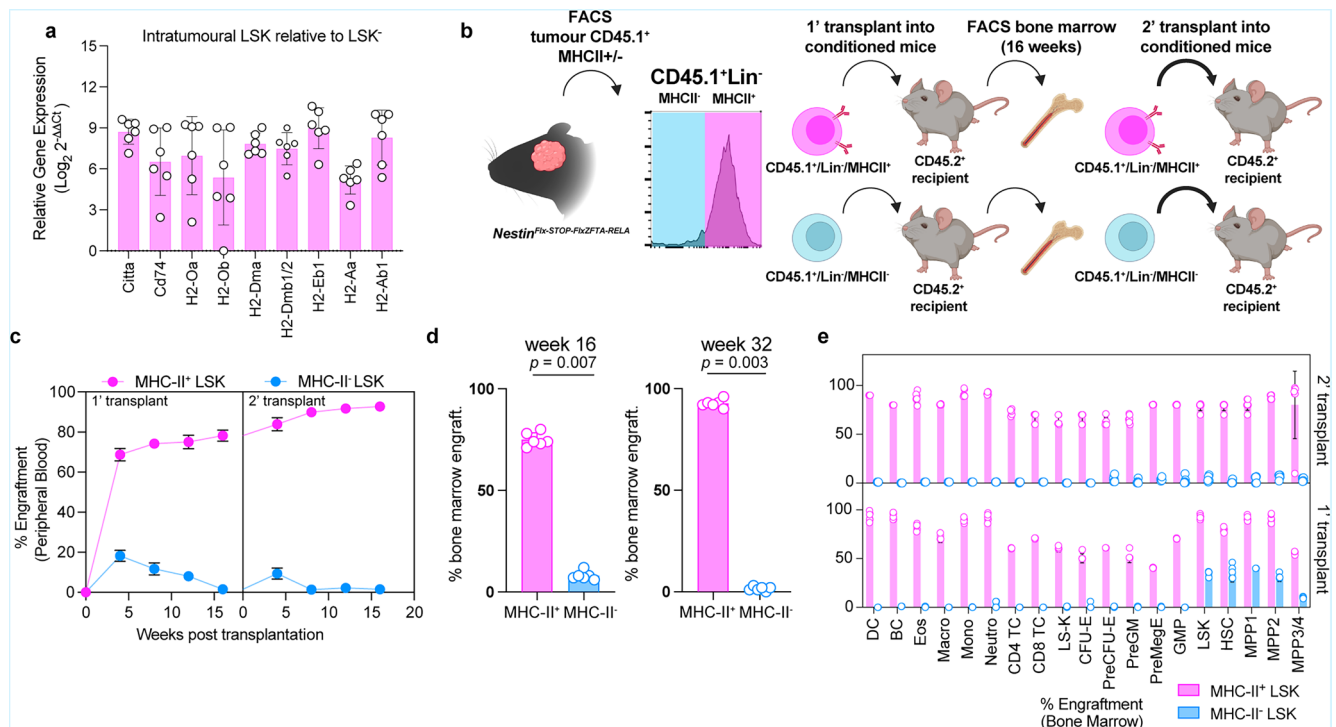 a
Intratumoural LSK relative to LSK-
Relative Gene Expression
(Log₂ 2^-ΔΔCt)
15
12
9
6
3
0
Ciita
Cd74
H2-Oa
H2-Ob
H2-Dma
H2-Dmb1/2
H2-Eb1
H2-Aa
H2-Ab1
b
FACS
tumour CD45.1⁺
MHCII+/-
Nestin^Flx-STOP-FlxZFTA-RELA
CD45.1⁺Lin⁻
MHCII⁻
MHCII⁺
1' transplant into
conditioned mice
FACS bone marrow
(16 weeks)
2' transplant into
conditioned mice
CD45.1⁺/Lin⁻/MHCII⁺
CD45.2⁺
recipient
CD45.1⁺/Lin⁻/MHCII⁺
CD45.2⁺
recipient
CD45.1⁺/Lin⁻/MHCII⁻
CD45.2⁺
recipient
CD45.1⁺/Lin⁻/MHCII⁻
CD45.2⁺
recipient
c
MHC-II⁺ LSK
MHC-II⁻ LSK
1' transplant
2' transplant
% Engraftment
(Peripheral Blood)
100
80
60
40
20
0
0
5
10
15
0
5
10
15
20
Weeks post transplantation
d
week 16
p = 0.007
% bone marrow engraft.
100
50
0
MHC-II⁺
MHC-II⁻
week 32
p = 0.003
% bone marrow engraft.
100
50
0
MHC-II⁺
MHC-II⁻
e
100
50
0
2' transplant
100
50
0
1' transplant
DC
BC
Eos
Macro
Mono
Neutro
CD4 TC
CD8 TC
LS-K
CFU-E
PreCFU-E
PreGM
PreMegE
GMP
LSK
HSC
MPP1
MPP2
MPP3/4
% Engraftment
(Bone Marrow)
MHC-II⁺ LSK
MHC-II⁻ LSK